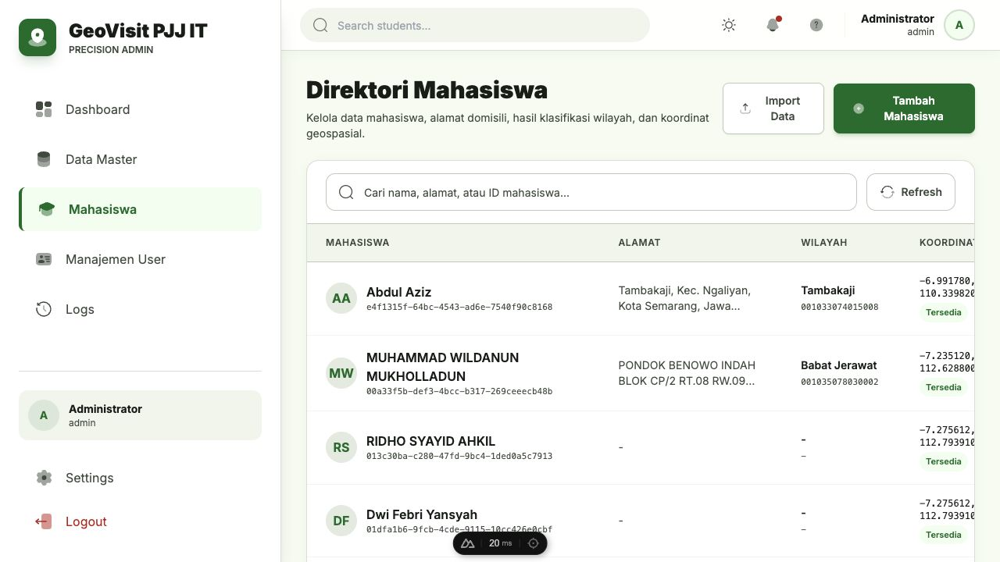 GeoVisit PJJ IT
PRECISION ADMIN
Dashboard
Data Master
Mahasiswa
Manajemen User
Logs
A
Administrator
admin
Settings
Logout
Search students...
?
Administrator
admin
A
Direktori Mahasiswa
Kelola data mahasiswa, alamat domisili, hasil klasifikasi wilayah, dan koordinat
geospasial.
Import
Data
Tambah
Mahasiswa
Cari nama, alamat, atau ID mahasiswa...
Refresh
MAHASISWA ALAMAT WILAYAH KOORDINAT
AA
Abdul Aziz
e4f1315f-64bc-4543-ad6e-7540f90c8168
Tambakaji, Kec. Ngaliyan,
Kota Semarang, Jawa...
Tambakaji
001033074015008
-6.991780,
110.339820
Tersedia
MW
MUHAMMAD WILDANUN
MUKHOLLADUN
00a33f5b-def3-4bcc-b317-269ceeecb48b
PONDOK BENOWO INDAH
BLOK CP/2 RT.08 RW.09...
Babat Jerawat
001035078030002
-7.235120,
112.628800
Tersedia
RS
RIDHO SYAYID AHKIL
013c30ba-c280-47fd-9bc4-1ded0a5c7913
-
-
-
-7.275612,
112.793910
Tersedia
DF
Dwi Febri Yansyah
01dfa1b6-9fcb-4cde-9115-10cc426e0cbf
-
-
-
-7.275612,
112.793910
Tersedia
20 ms